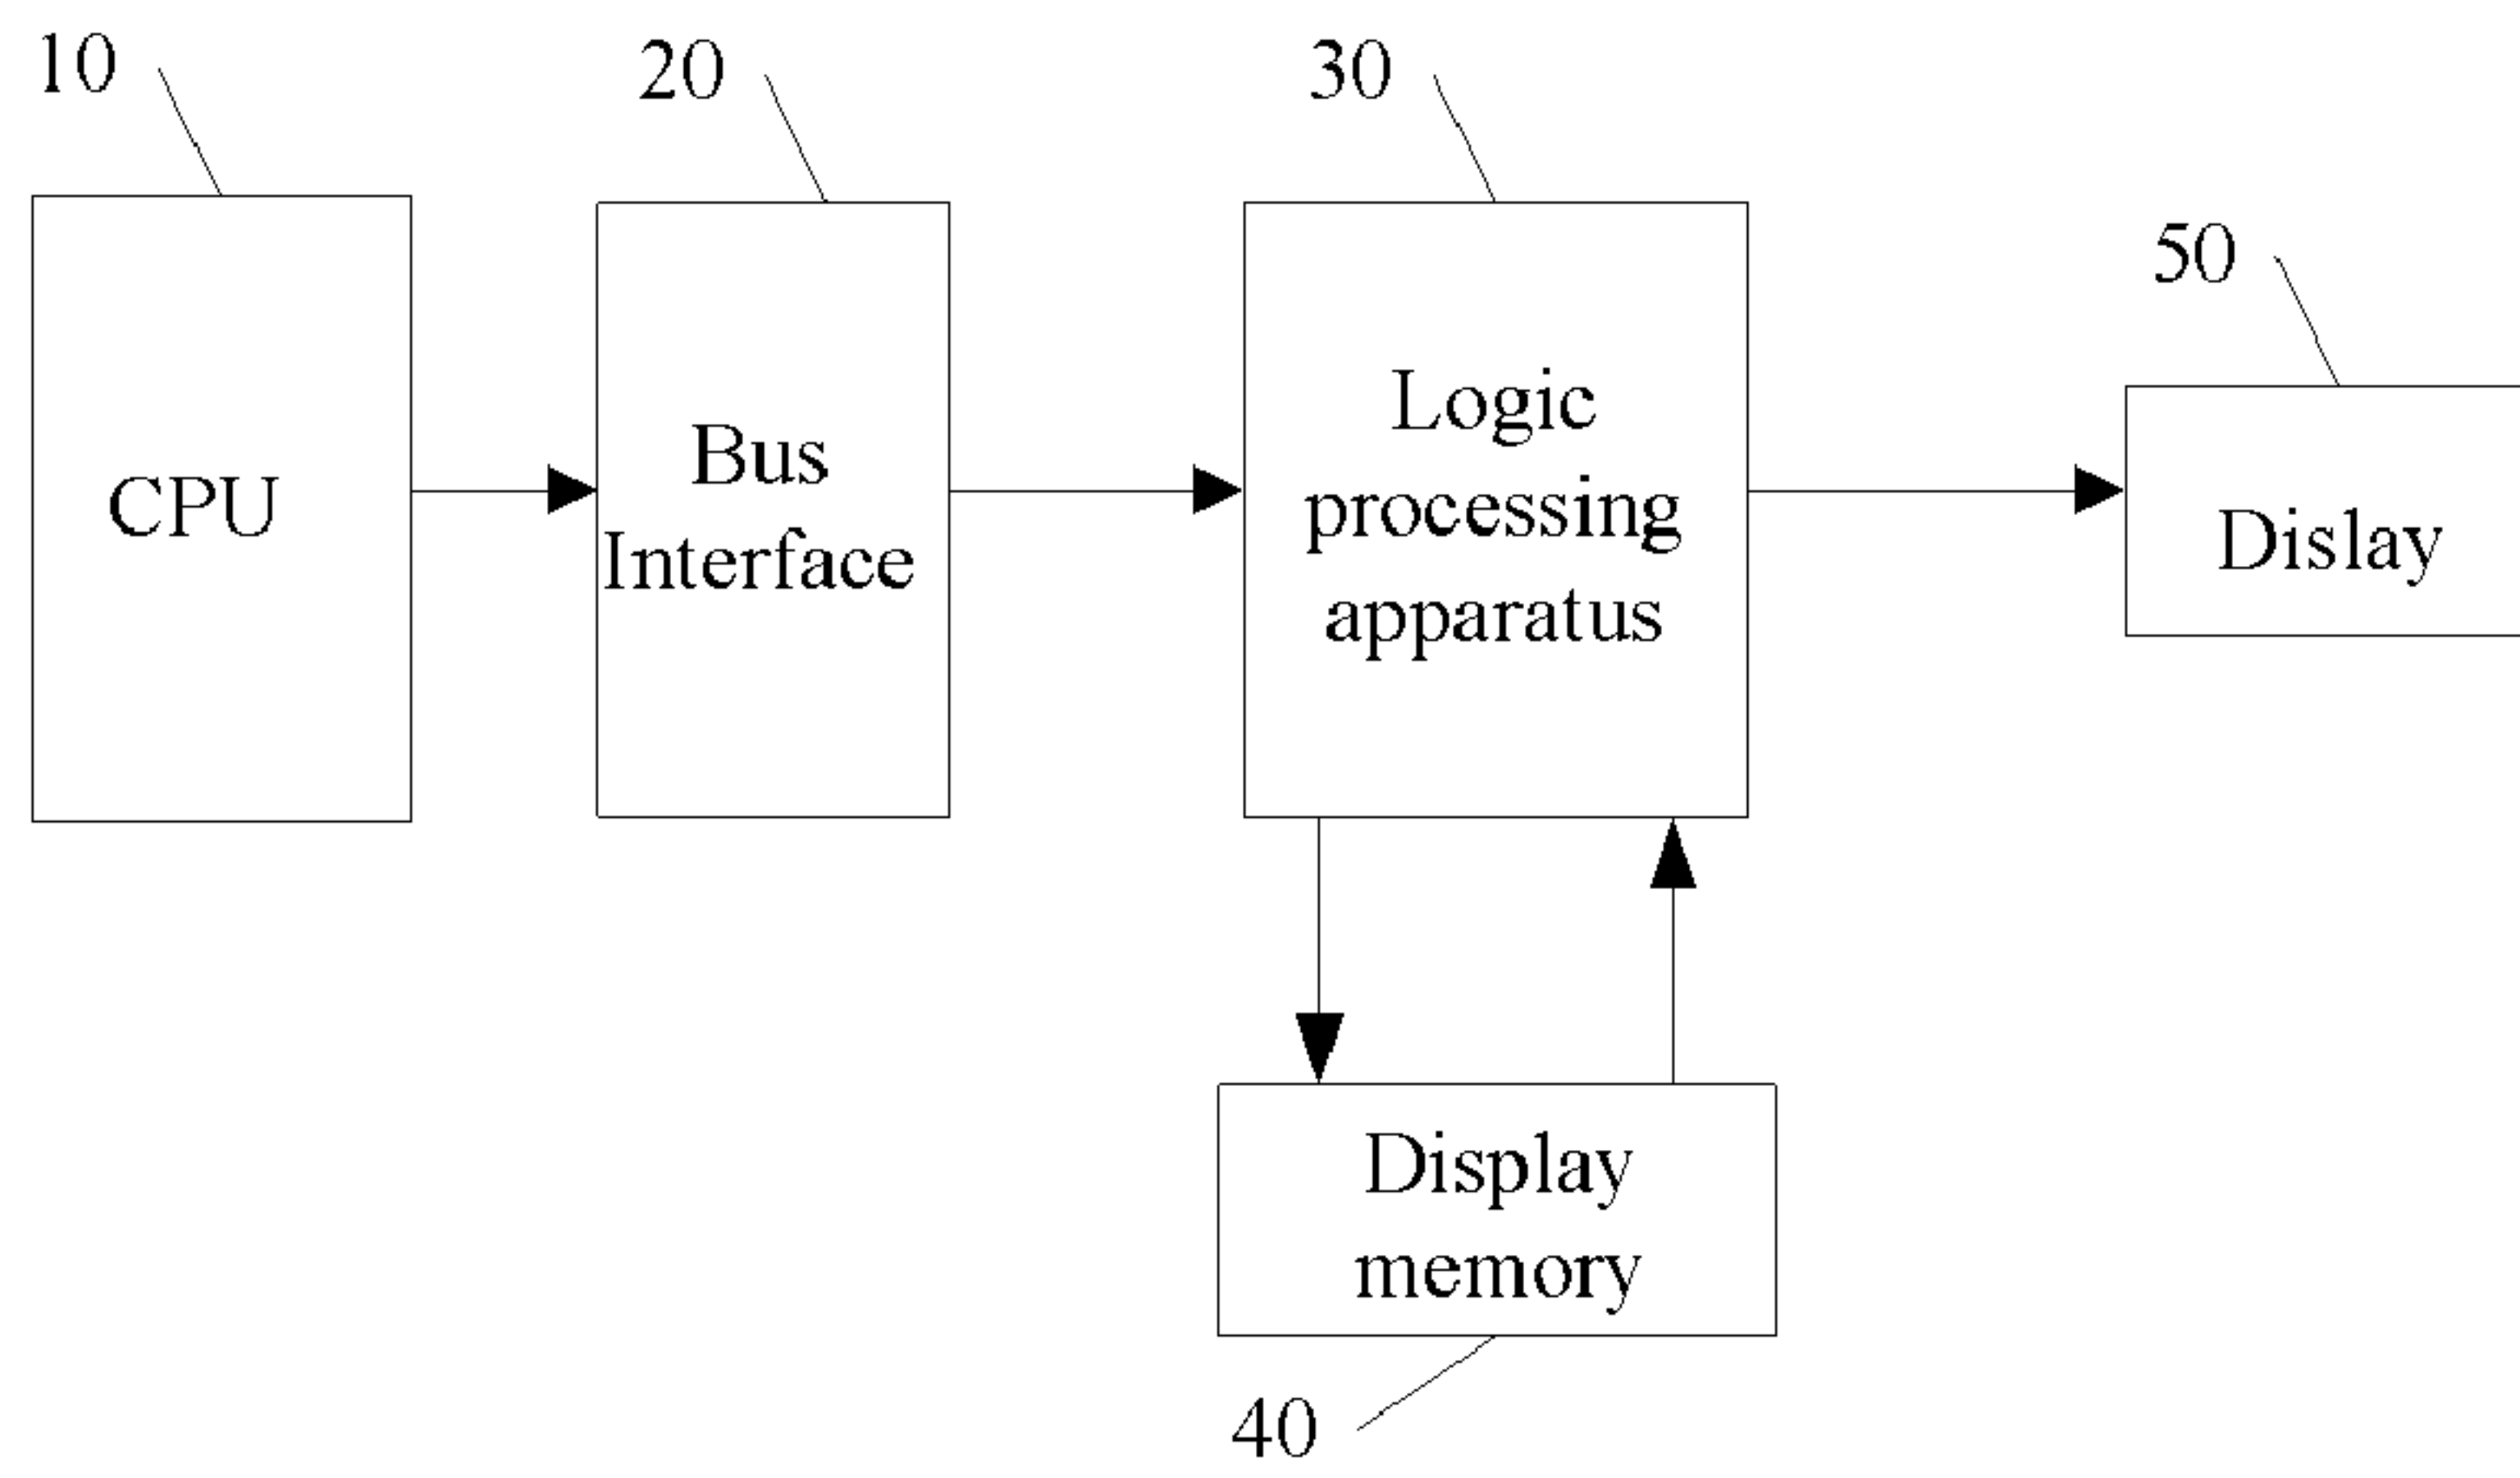 10
20
30
50
CPU
Bus
Interface
Logic
processing
apparatus
Dislay
Display
memory
40